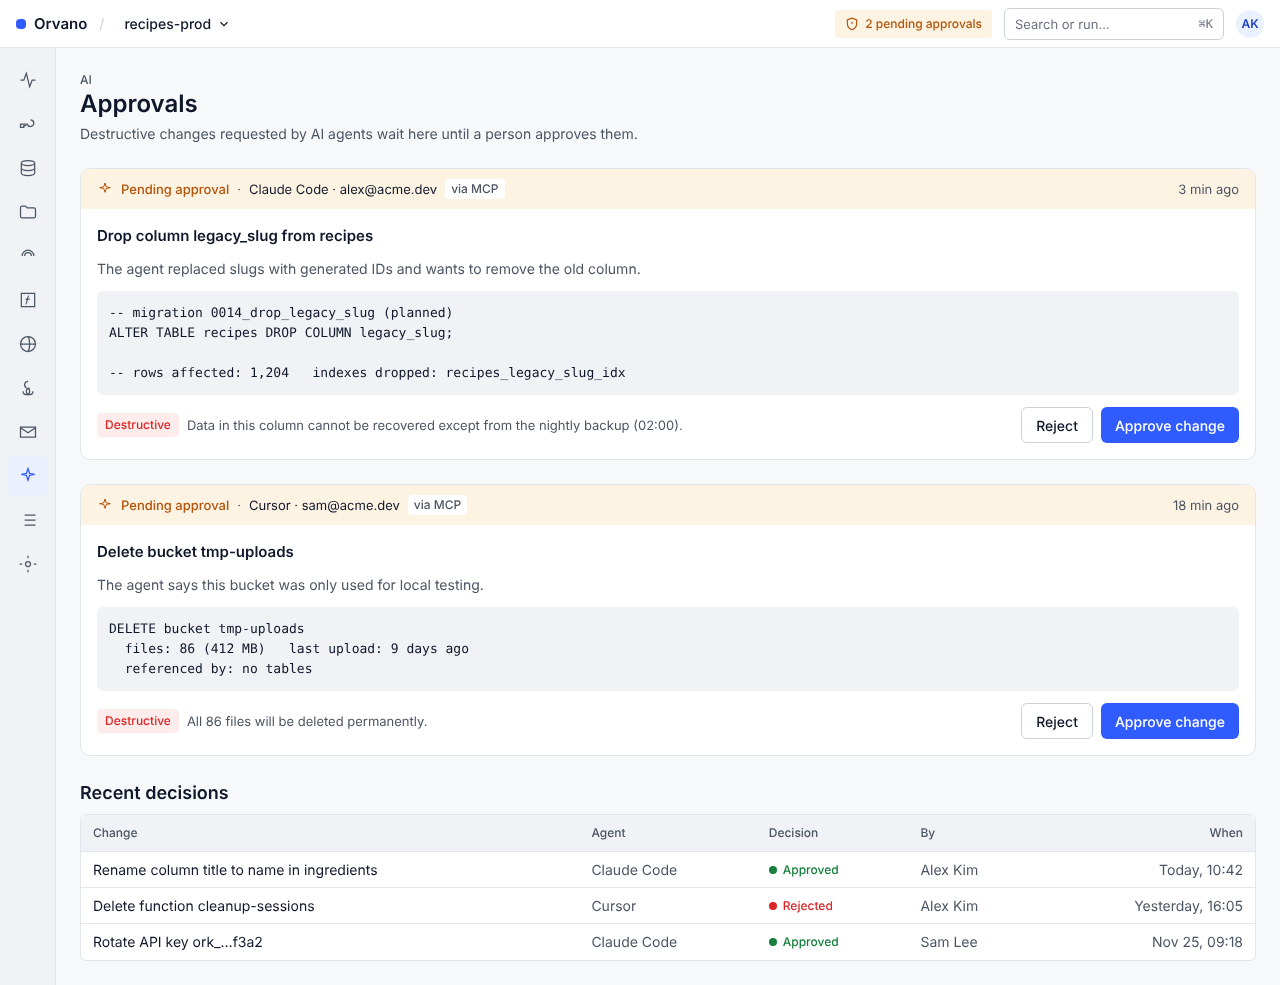 Orvano / recipes-prod
2 pending approvals
Search or run... ⌘K
AK
AI
Approvals
Destructive changes requested by AI agents wait here until a person approves them.
Pending approval · Claude Code · alex@acme.dev via MCP 3 min ago
Drop column legacy_slug from recipes
The agent replaced slugs with generated IDs and wants to remove the old column.
-- migration 0014_drop_legacy_slug (planned)
ALTER TABLE recipes DROP COLUMN legacy_slug;
-- rows affected: 1,204   indexes dropped: recipes_legacy_slug_idx
Destructive Data in this column cannot be recovered except from the nightly backup (02:00). Reject Approve change
Pending approval · Cursor · sam@acme.dev via MCP 18 min ago
Delete bucket tmp-uploads
The agent says this bucket was only used for local testing.
DELETE bucket tmp-uploads
files: 86 (412 MB)   last upload: 9 days ago
referenced by: no tables
Destructive All 86 files will be deleted permanently. Reject Approve change
Recent decisions
Change Agent Decision By When
Rename column title to name in ingredients Claude Code Approved Alex Kim Today, 10:42
Delete function cleanup-sessions Cursor Rejected Alex Kim Yesterday, 16:05
Rotate API key ork_...f3a2 Claude Code Approved Sam Lee Nov 25, 09:18